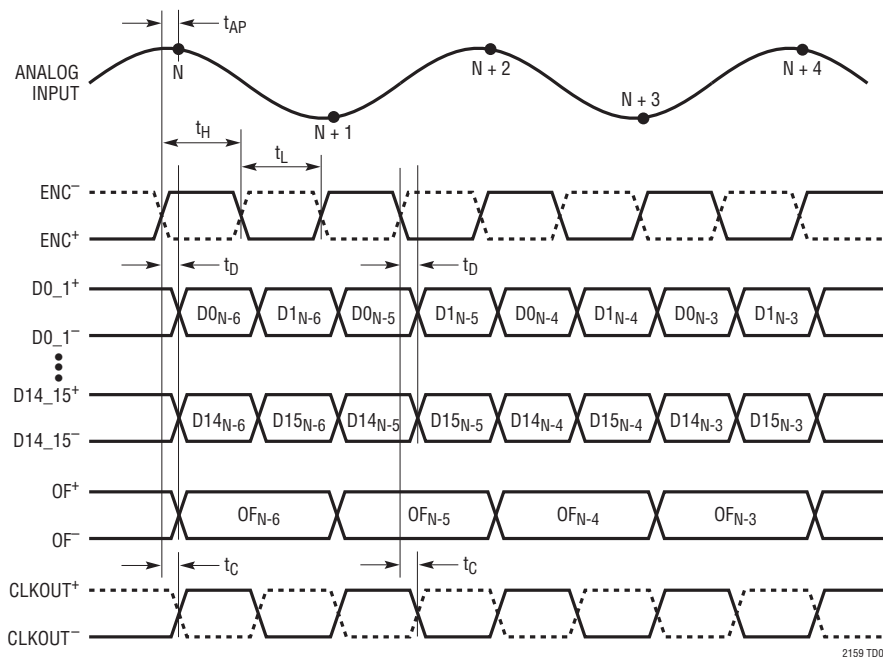 tAP
ANALOG
INPUT
N
N + 1
N + 2
N + 3
N + 4
tH
tL
ENC−
ENC+
tD
tD
D0_1+
D0_1−
D0N-6
D1N-6
D0N-5
D1N-5
D0N-4
D1N-4
D0N-3
D1N-3
D14_15+
D14_15−
D14N-6
D15N-6
D14N-5
D15N-5
D14N-4
D15N-4
D14N-3
D15N-3
OF+
OF−
OFN-6
OFN-5
OFN-4
OFN-3
tC
tC
CLKOUT+
CLKOUT−
2159 TD0